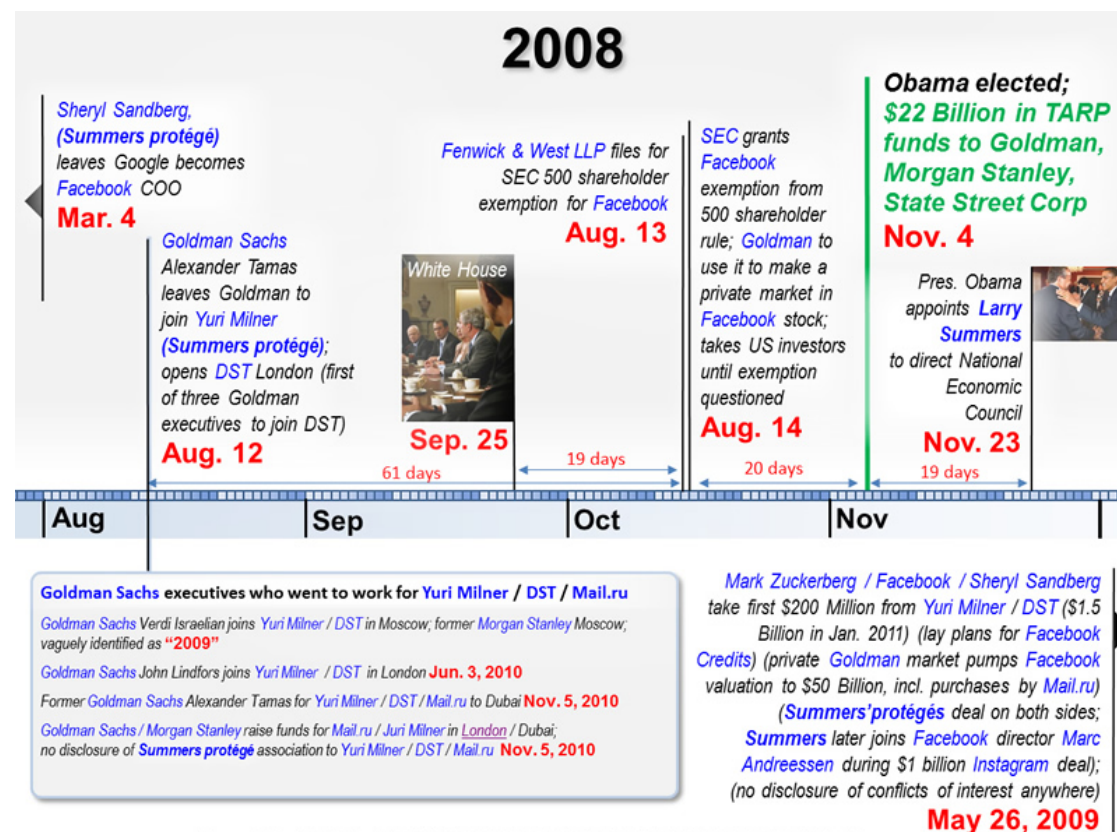 2008
Sheryl Sandberg,
(Summers protégé)
leaves Google becomes
Facebook COO
Mar. 4
Goldman Sachs
Alexander Tamas
leaves Goldman to
join Yuri Milner
(Summers protégé);
opens DST London (first
of three Goldman
executives to join DST)
Aug. 12
White House
Sep. 25
Fenwick & West LLP files for
SEC 500 shareholder
exemption for Facebook
Aug. 13
SEC grants
Facebook
exemption from
500 shareholder
rule; Goldman to
use it to make a
private market in
Facebook stock;
takes US investors
until exemption
questioned
Aug. 14
Obama elected;
$22 Billion in TARP
funds to Goldman,
Morgan Stanley,
State Street Corp
Nov. 4
Pres. Obama
appoints Larry
Summers
to direct National
Economic
Council
Nov. 23
61 days
19 days
20 days
19 days
Aug
Sep
Oct
Nov
Goldman Sachs executives who went to work for Yuri Milner / DST / Mail.ru
Goldman Sachs Verdi Israelian joins Yuri Milner / DST in Moscow; former Morgan Stanley Moscow;
vaguely identified as “2009”
Goldman Sachs John Lindfors joins Yuri Milner / DST in London Jun. 3, 2010
Former Goldman Sachs Alexander Tamas for Yuri Milner / DST / Mail.ru to Dubai Nov. 5, 2010
Goldman Sachs / Morgan Stanley raise funds for Mail.ru / Juri Milner in London / Dubai;
no disclosure of Summers protégé association to Yuri Milner / DST / Mail.ru Nov. 5, 2010
Mark Zuckerberg / Facebook / Sheryl Sandberg
take first $200 Million from Yuri Milner / DST ($1.5
Billion in Jan. 2011) (lay plans for Facebook
Credits) (private Goldman market pumps Facebook
valuation to $50 Billion, incl. purchases by Mail.ru)
(Summers'protégés deal on both sides;
Summers later joins Facebook director Marc
Andreessen during $1 billion Instagram deal);
(no disclosure of conflicts of interest anywhere)
May 26, 2009